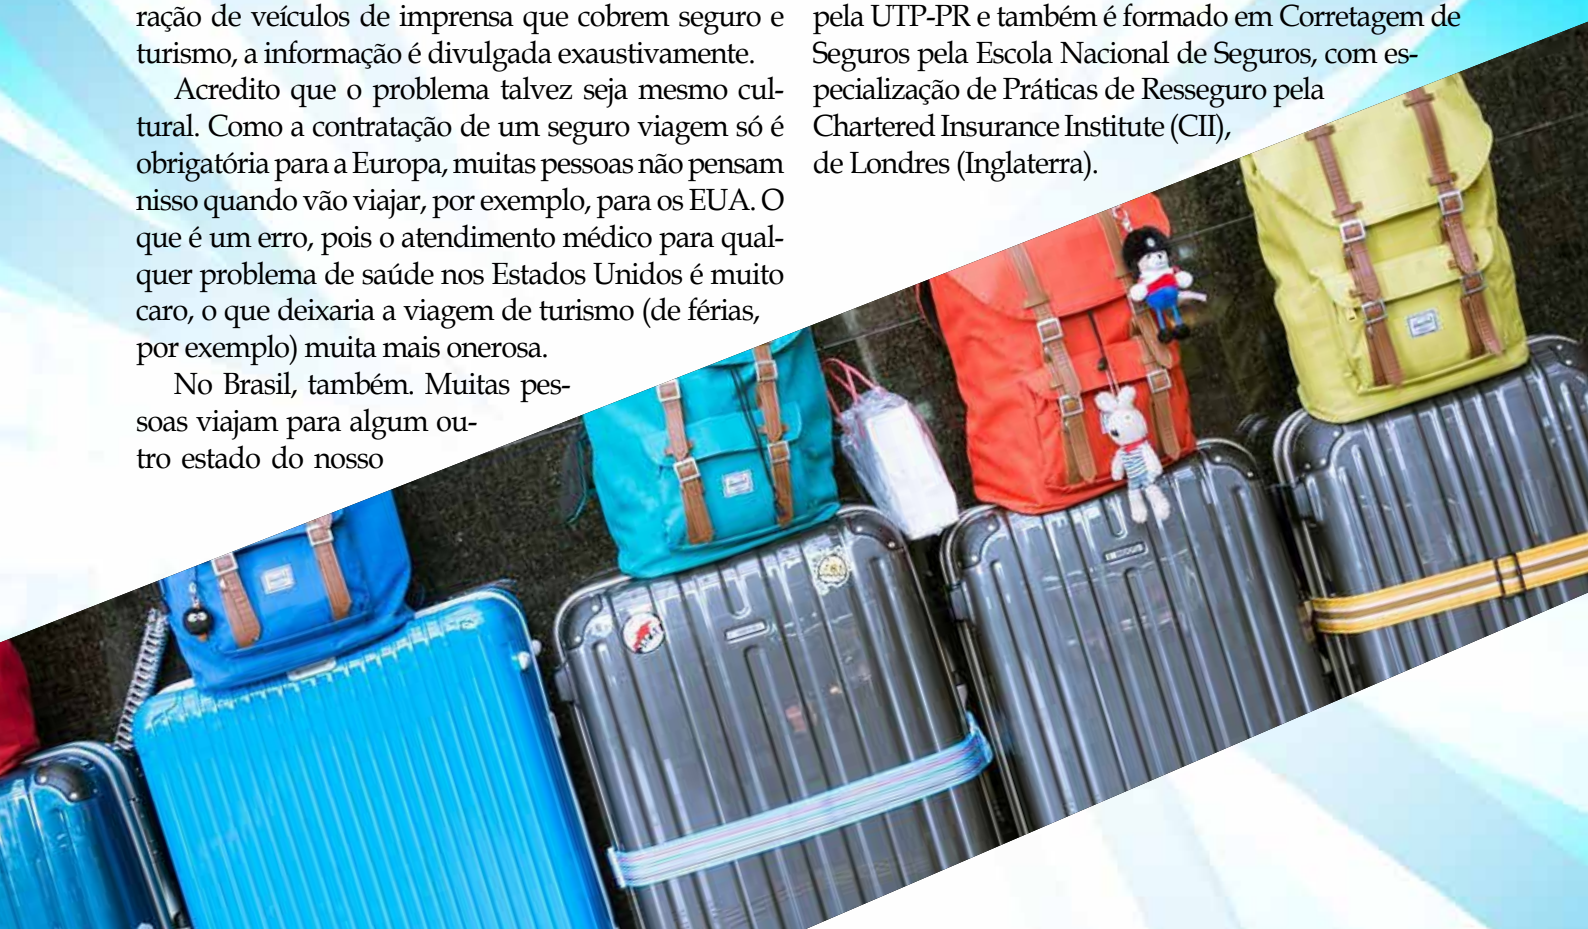 ração de veículos de imprensa que cobrem seguro e
turismo, a informação é divulgada exaustivamente.
Acredito que o problema talvez seja mesmo cul-
tural. Como a contratação de um seguro viagem só é
obrigatória para a Europa, muitas pessoas não pensam
nisso quando vão viajar, por exemplo, para os EUA. O
que é um erro, pois o atendimento médico para qual-
quer problema de saúde nos Estados Unidos é muito
caro, o que deixaria a viagem de turismo (de férias,
por exemplo) muita mais onerosa.
No Brasil, também. Muitas pes-
soas viajam para algum ou-
tro estado do nosso
pela UTP-PR e também é formado em Corretagem de
Seguros pela Escola Nacional de Seguros, com es-
pecialização de Práticas de Resseguro pela
Chartered Insurance Institute (CII),
de Londres (Inglaterra).